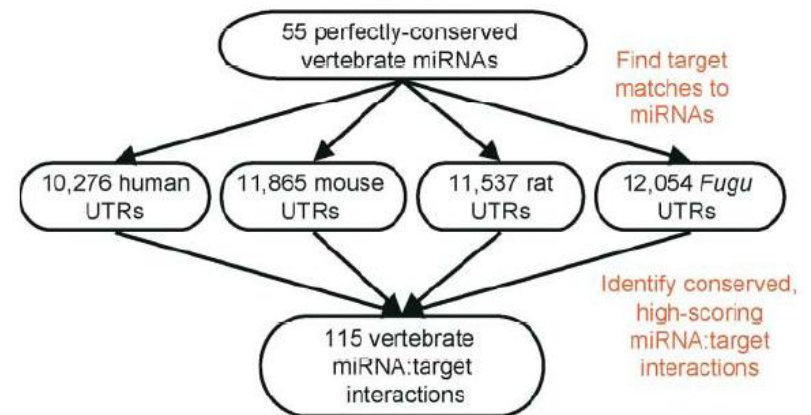 55 perfectly-conserved
vertebrate miRNAs
Find target
matches to
miRNAs
10,276 human
UTRs
11,865 mouse
UTRs
11,537 rat
UTRs
12,054 Fugu
UTRs
Identify conserved,
high-scoring
miRNA:target
interactions
115 vertebrate
miRNA:target
interactions